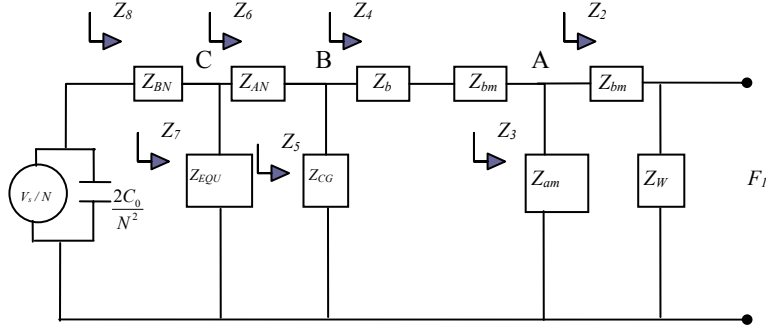 Z8 Z6 Z4 Z2
C B A
ZBN ZAN Zb Zbm Zbm
Z7 Z5 Z3
ZEQU ZCG Zam ZW
Vs/N 2C0 F1
N2